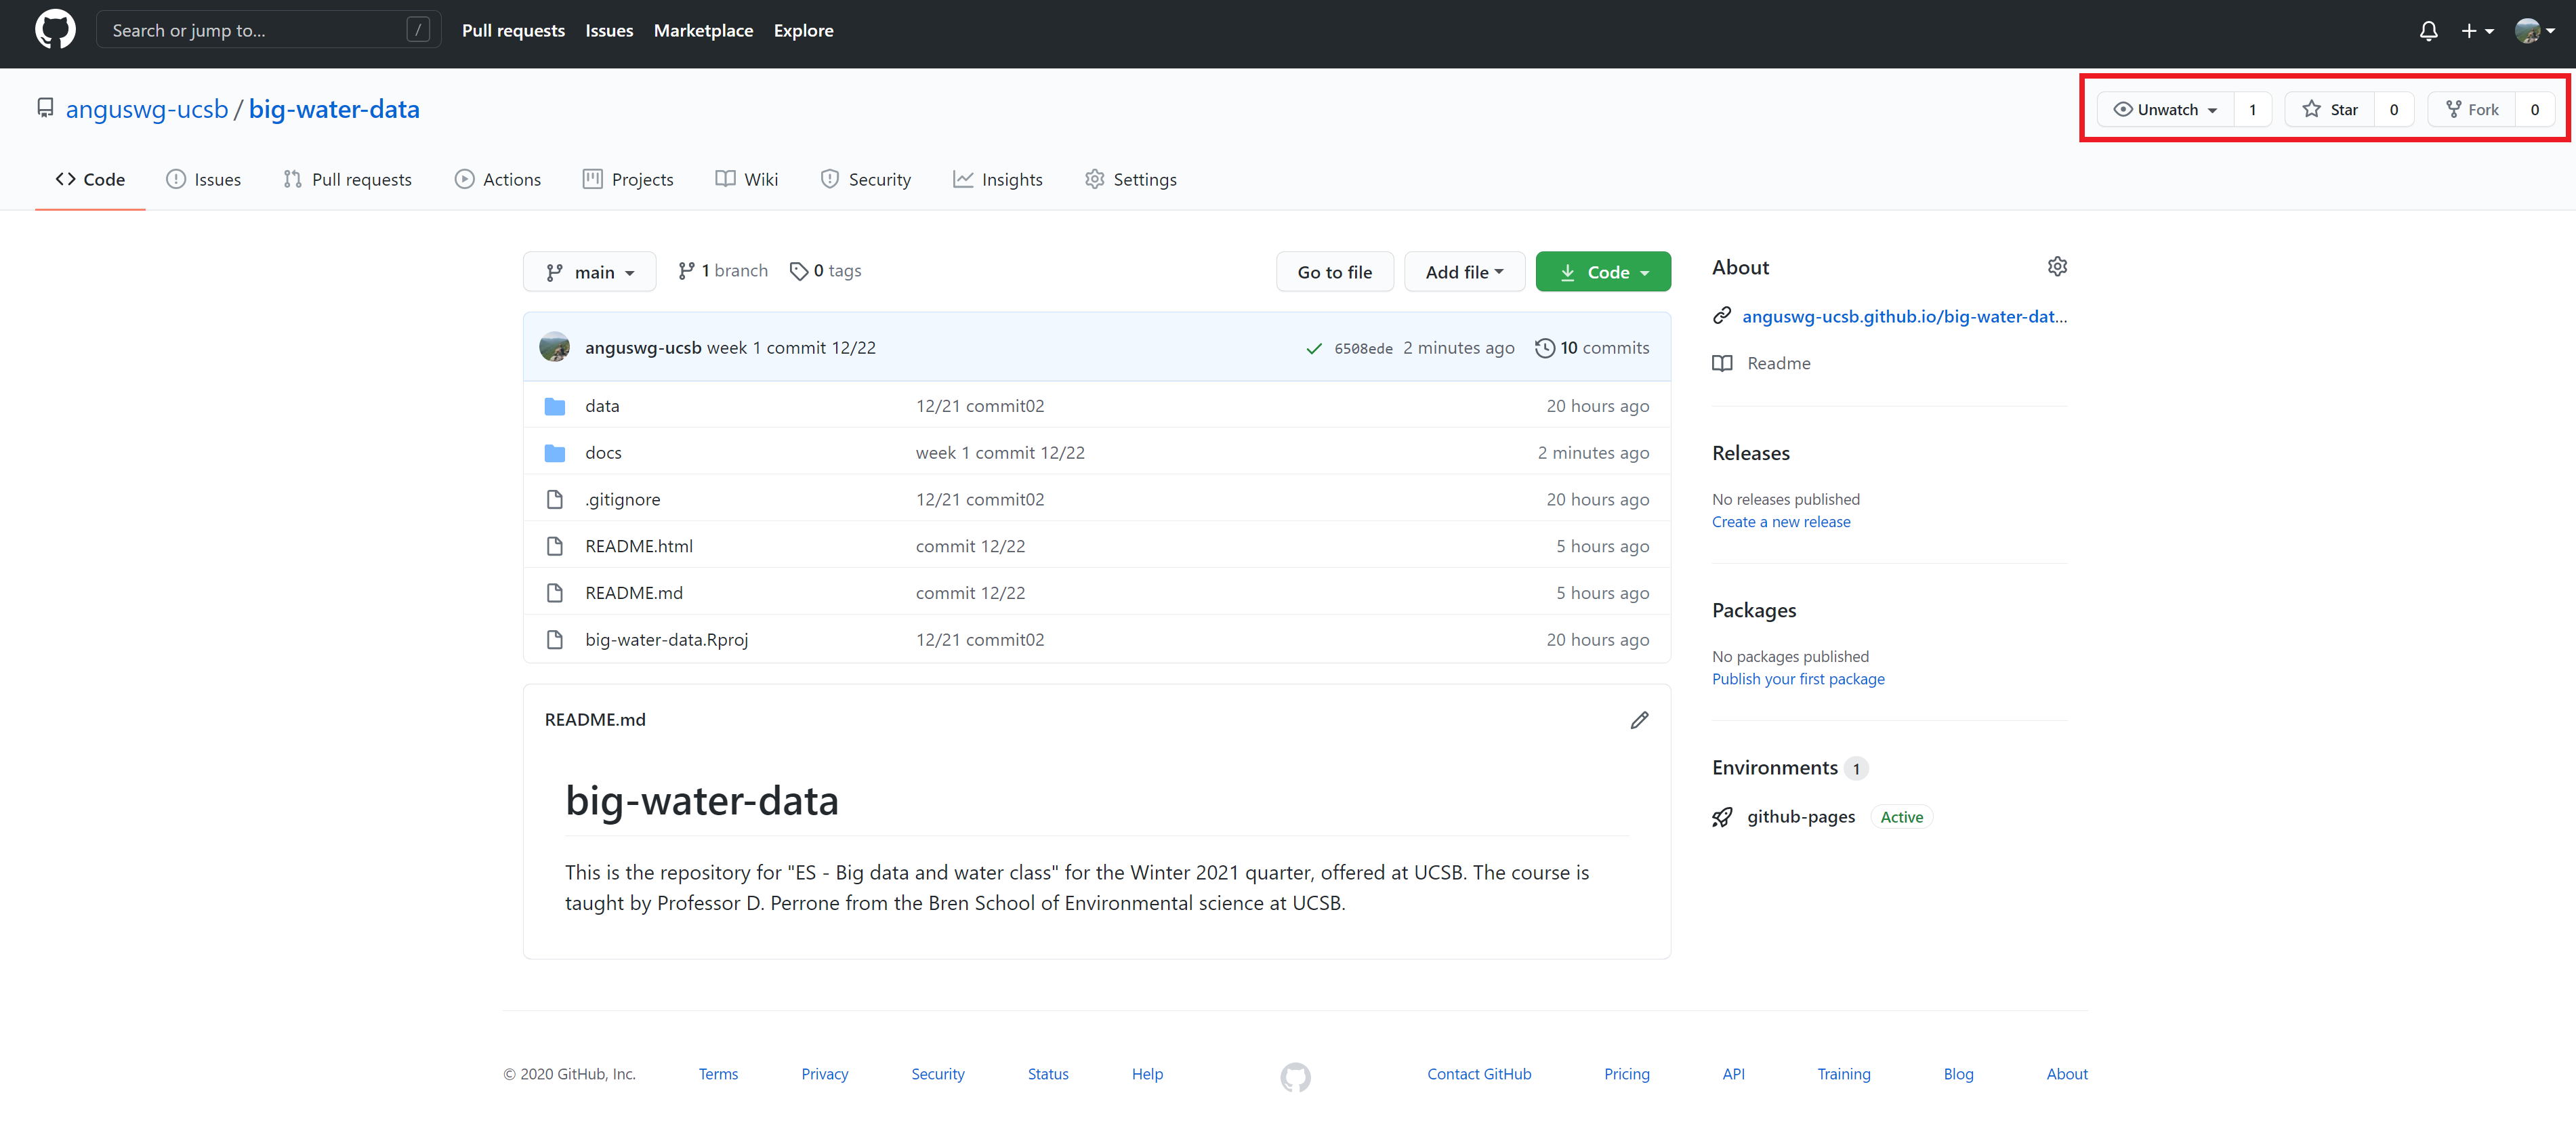 Search or jump to... / Pull requests Issues Marketplace Explore
anguswg-ucsb / big-water-data Unwatch 1 Star 0 Fork 0
Code Issues Pull requests Actions Projects Wiki Security Insights Settings
main 1 branch 0 tags Go to file Add file Code
anguswg-ucsb week 1 commit 12/22 6508ede 2 minutes ago 10 commits
data 12/21 commit02 20 hours ago
docs week 1 commit 12/22 2 minutes ago
.gitignore 12/21 commit02 20 hours ago
README.html commit 12/22 5 hours ago
README.md commit 12/22 5 hours ago
big-water-data.Rproj 12/21 commit02 20 hours ago
README.md
big-water-data
This is the repository for "ES - Big data and water class" for the Winter 2021 quarter, offered at UCSB. The course is
taught by Professor D. Perrone from the Bren School of Environmental science at UCSB.
About
anguswg-ucsb.github.io/big-water-dat...
Readme
Releases
No releases published
Create a new release
Packages
No packages published
Publish your first package
Environments 1
github-pages Active
© 2020 GitHub, Inc. Terms Privacy Security Status Help Contact GitHub Pricing API Training Blog About